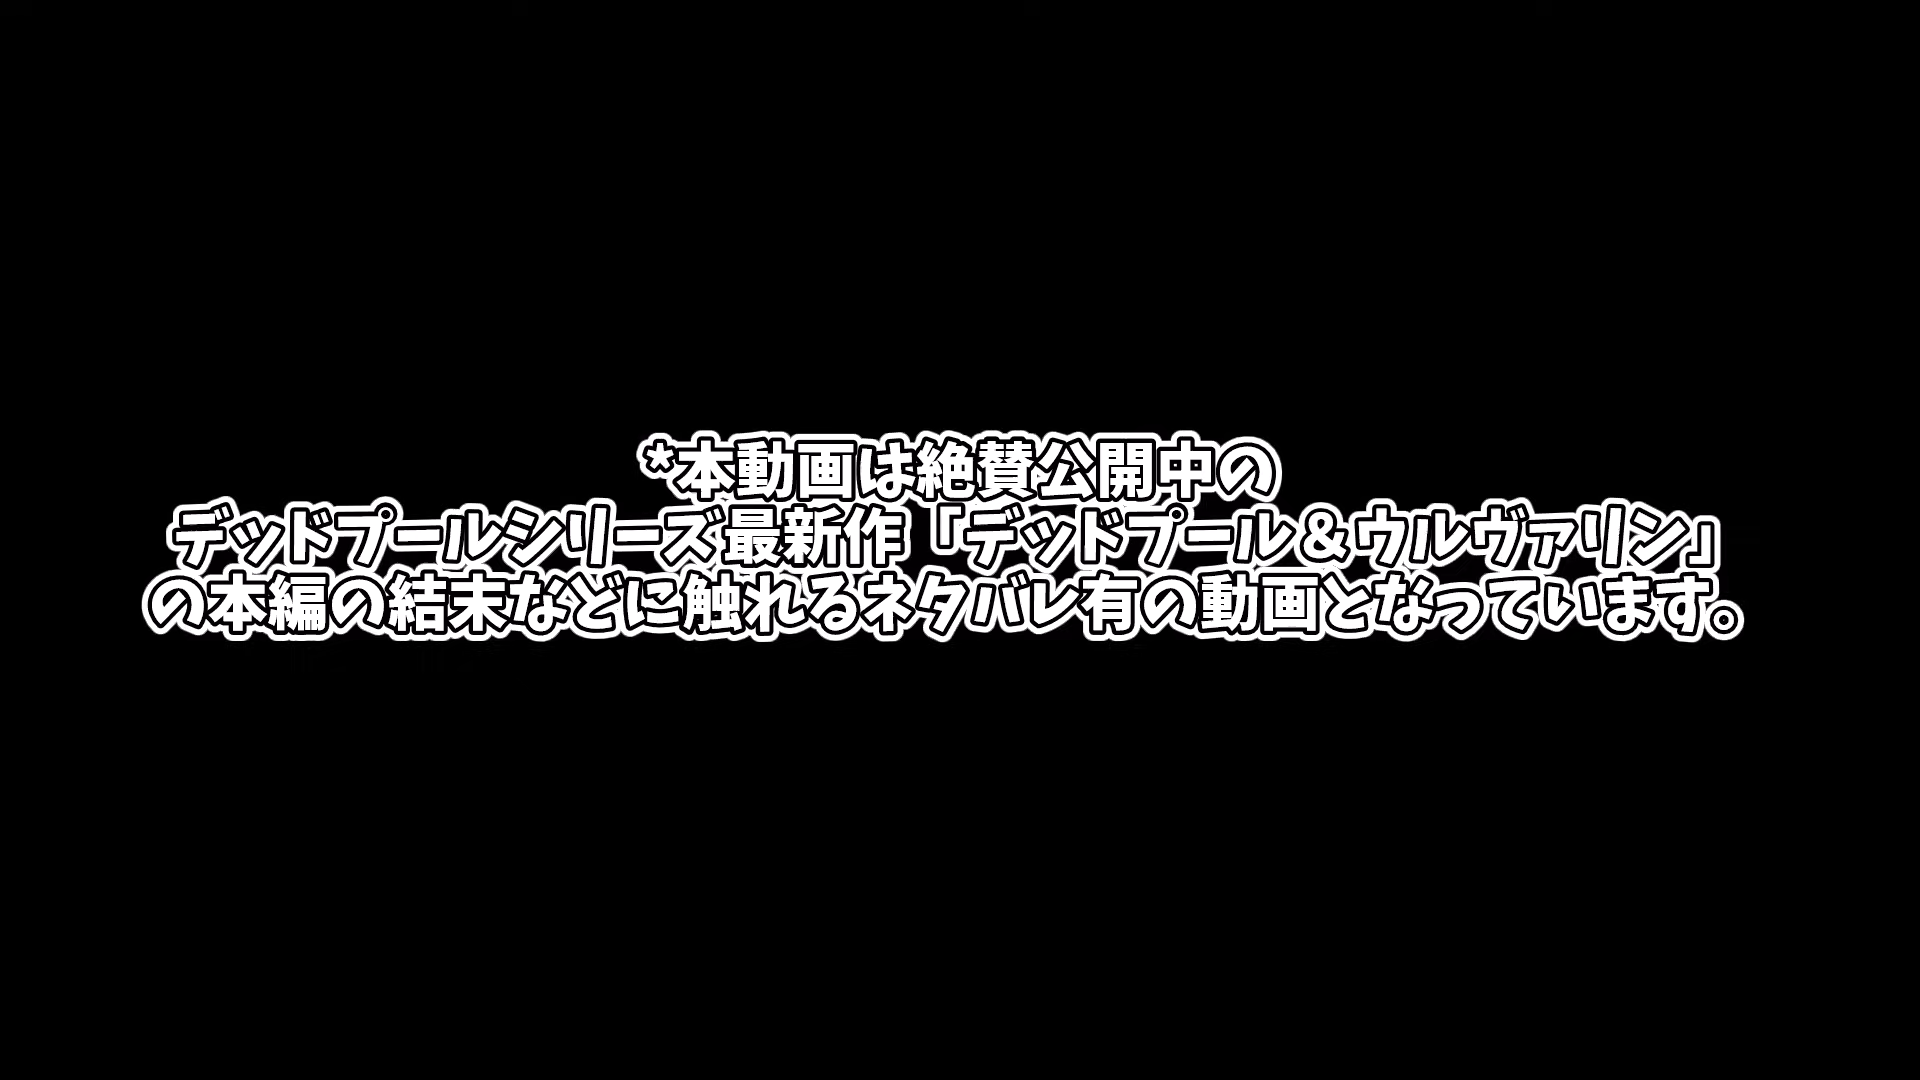 *本動画は絶賛公開中の
デッドプールシリーズ最新作「デッドプール&ウルヴァリン」
の本編の結末などに触れるネタバレ有の動画となっています。